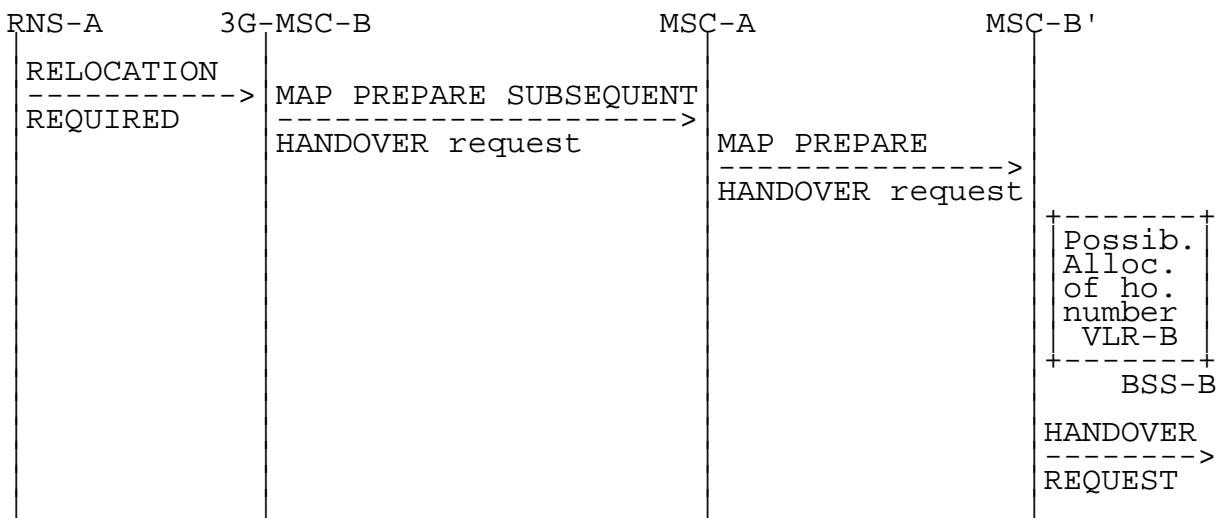 RNS-A 3G-MSC-B MSC-A MSC-B'
RELOCATION
-----------> MAP PREPARE SUBSEQUENT
REQUIRED --------------------->
HANDOVER request MAP PREPARE
--------------->
HANDOVER request
+-------+
Possib.
Alloc.
of ho.
number
VLR-B
+-------+
BSS-B
HANDOVER
-------->
REQUEST